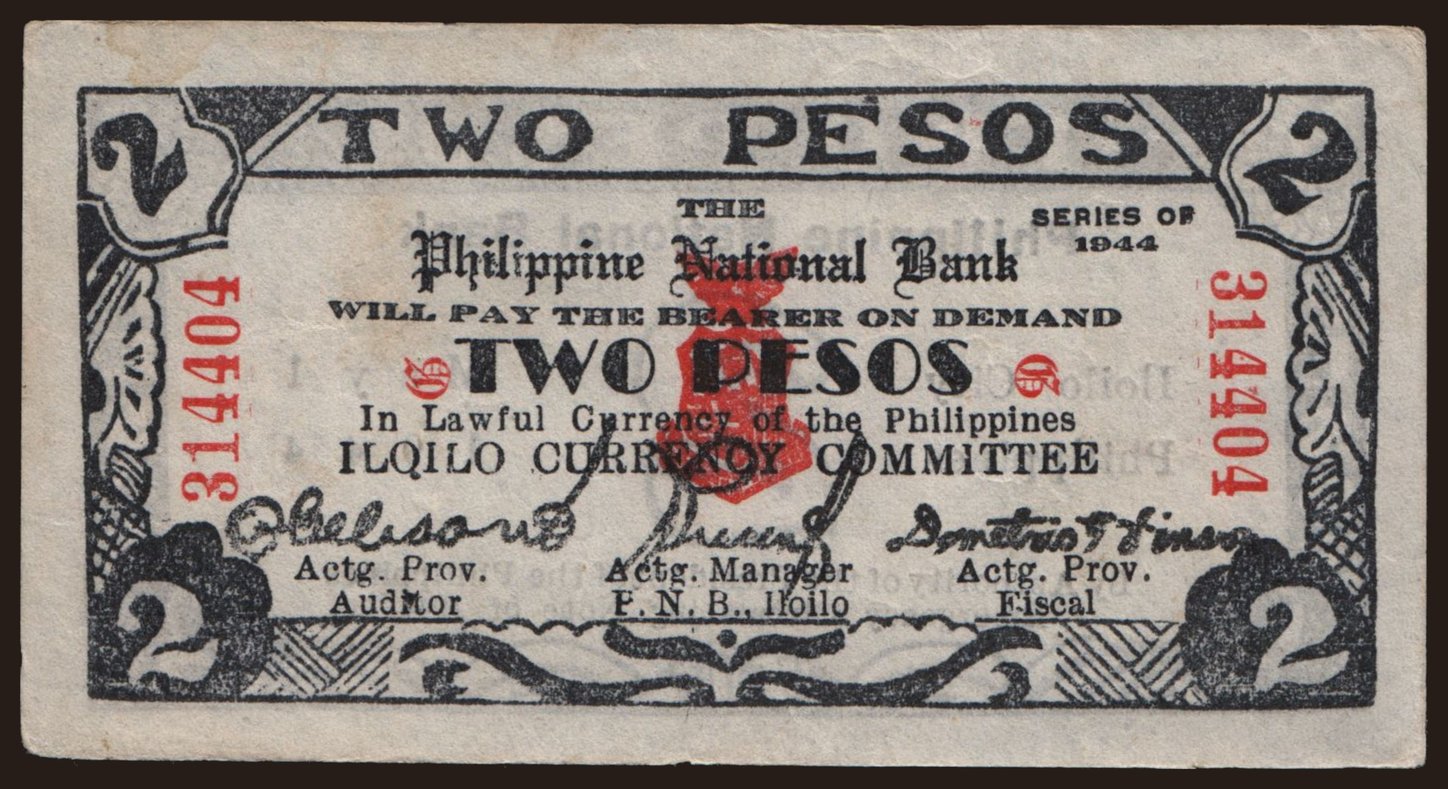 2 TWO PESOS 2
THE
SERIES OF
1944
Philippine National Bank
WILL PAY THE BEARER ON DEMAND
314404
314404
G TWO PESOS G
In Lawful Currency of the Philippines
ILQILO CURRENCY COMMITTEE
Actg. Prov.
Auditor
Actg. Manager
P. N. B., Iloilo
Actg. Prov.
Fiscal
2 2